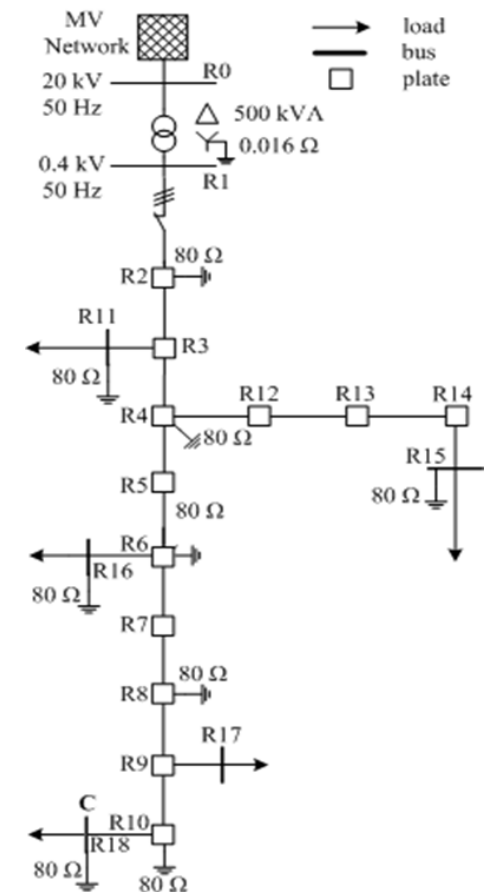 MV
Network
load
bus
plate
20 kV
50 Hz
R0
500 kVA
0.016 Ω
0.4 kV
50 Hz
R1
80 Ω
R2
R11
R3
80 Ω
R12
R13
R14
R4
80 Ω
R15
R5
80 Ω
80 Ω
R6
R16
80 Ω
R7
80 Ω
R8
R17
R9
C
R10
R18
80 Ω
80 Ω